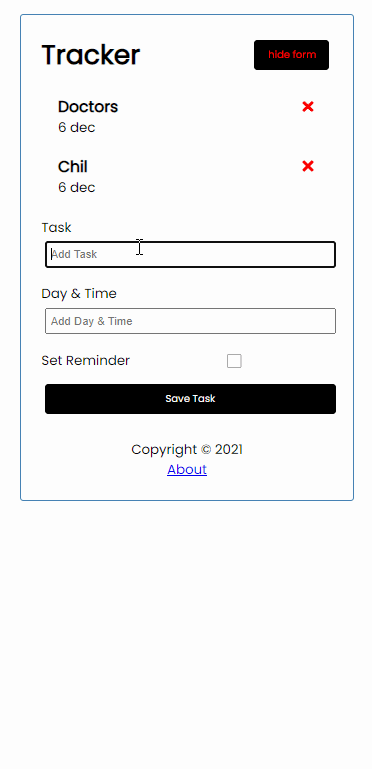 Tracker
hide form
Doctors
6 dec
Chil
6 dec
Task
Add Task
Day & Time
Add Day & Time
Set Reminder
Save Task
Copyright © 2021
About